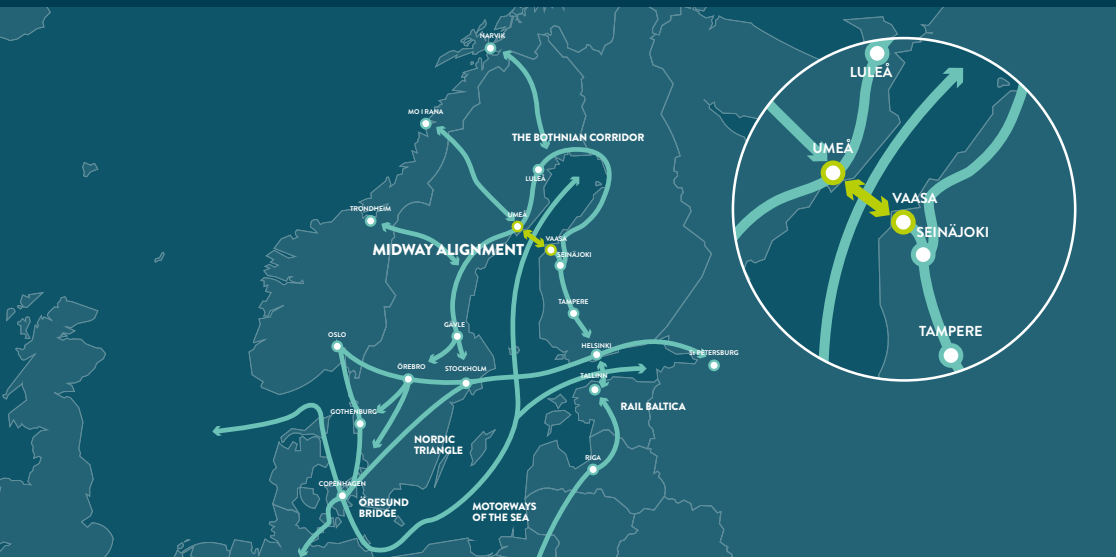 NARVIK
MO I RANA
THE BOTHNIAN CORRIDOR
LULEÅ
TRONDHEIM
UMEÅ
MIDWAY ALIGNMENT
VAASA
SEINÄJOKI
TAMPERE
GÄVLE
OSLO
HELSINKI
ST PETERSBURG
ÖREBRO
STOCKHOLM
TALLINN
RAIL BALTICA
GOTHENBURG
NORDIC
TRIANGLE
RIGA
COPENHAGEN
ÖRESUND
BRIDGE
MOTORWAYS
OF THE SEA
LULEÅ
UMEÅ
VAASA
SEINÄJOKI
TAMPERE